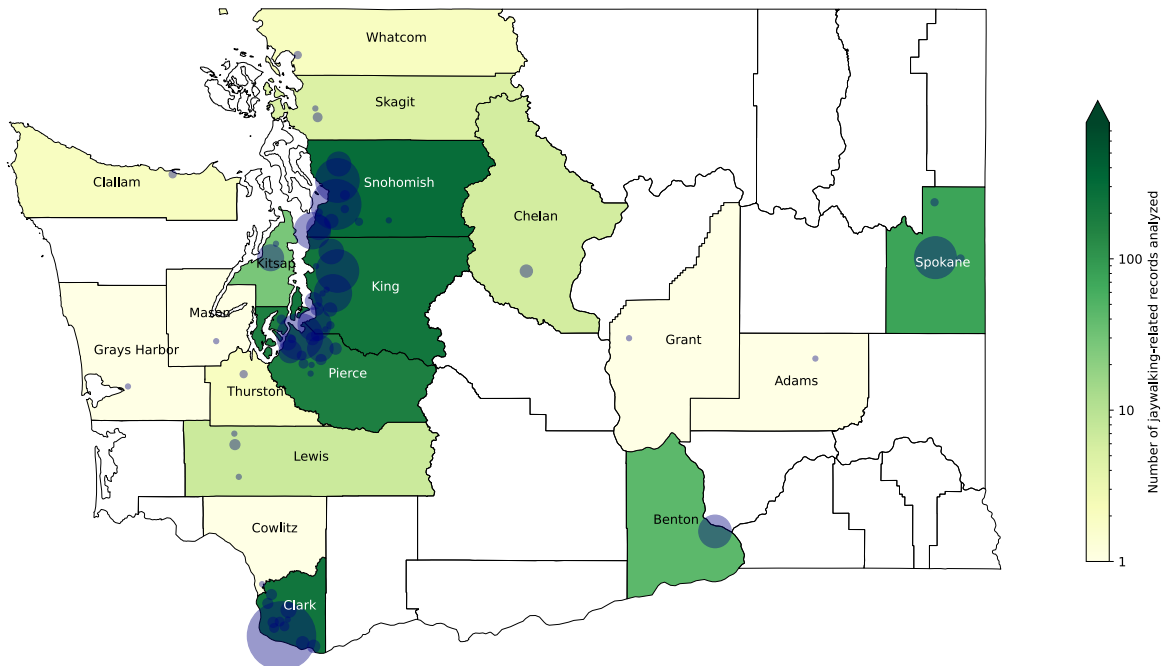 Whatcom
Skagit
Clallam
Snohomish
Chelan
Kitsap
Spokane
King
Mason
Grays Harbor
Grant
Pierce
Adams
Thurston
Lewis
Benton
Cowlitz
Clark
100
10
1
Number of jaywalking-related records analyzed